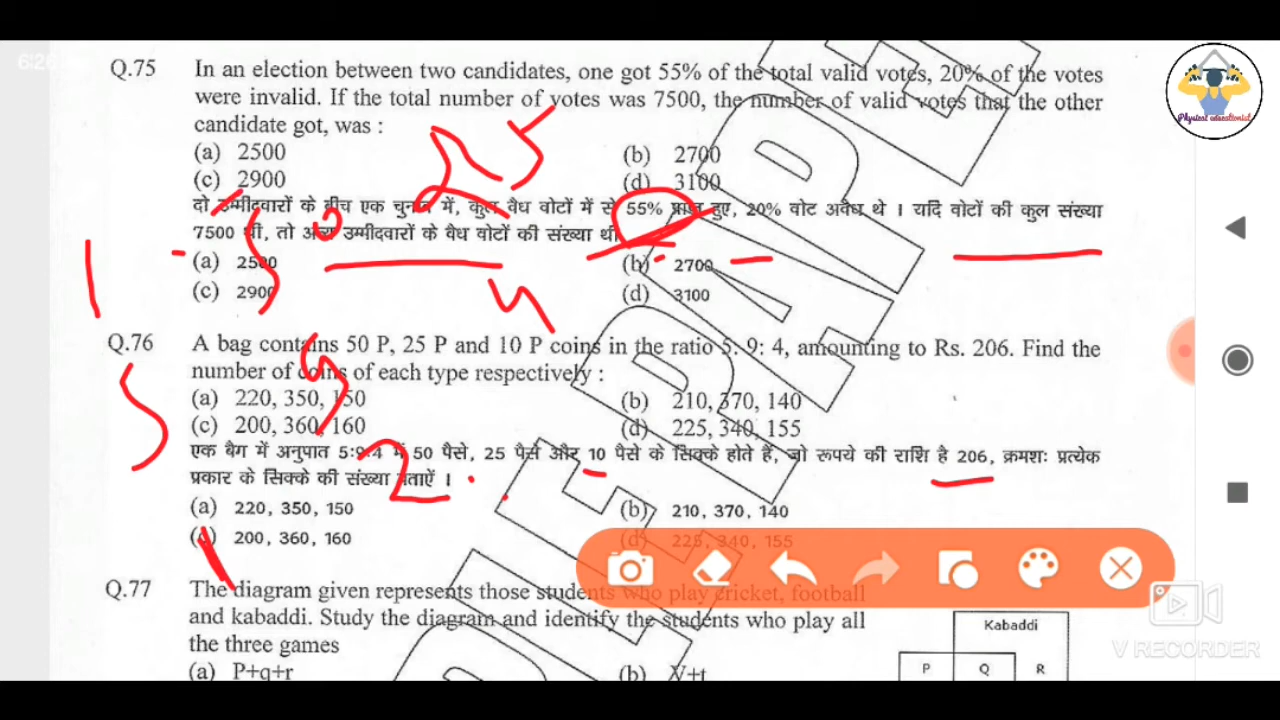 6:26
Q.75 In an election between two candidates, one got 55% of the total valid votes, 20% of the votes
were invalid. If the total number of votes was 7500, the number of valid votes that the other
candidate got, was :
(a) 2500 (b) 2700
(c) 2900 (d) 3100
दो उम्मीदवारों के बीच एक चुनाव में, कुल वैध वोटों में से 55% प्राप्त हुए, 20% वोट अवैध थे । यदि वोटों की कुल संख्या
7500 थी, तो अन्य उम्मीदवारों के वैध वोटों की संख्या थी
(a) 2500 (b) 2700
(c) 2900 (d) 3100
Q.76 A bag contains 50 P, 25 P and 10 P coins in the ratio 5: 9: 4, amounting to Rs. 206. Find the
number of coins of each type respectively :
(a) 220, 350, 150 (b) 210, 370, 140
(c) 200, 360, 160 (d) 225, 340, 155
एक बैग में अनुपात 5:9:4 में 50 पैसे, 25 पैसे और 10 पैसे के सिक्के होते हैं, जो रूपये की राशि है 206, क्रमशः प्रत्येक
प्रकार के सिक्के की संख्या बताऐं ।
(a) 220, 350, 150 (b) 210, 370, 140
(c) 200, 360, 160 (d) 225, 340, 155
Q.77 The diagram given represents those students who play cricket, football
and kabaddi. Study the diagram and identify the students who play all
the three games
(a) P+q+r (b) V+t
Kabaddi
P Q R
Physical educationist
V RECORDER